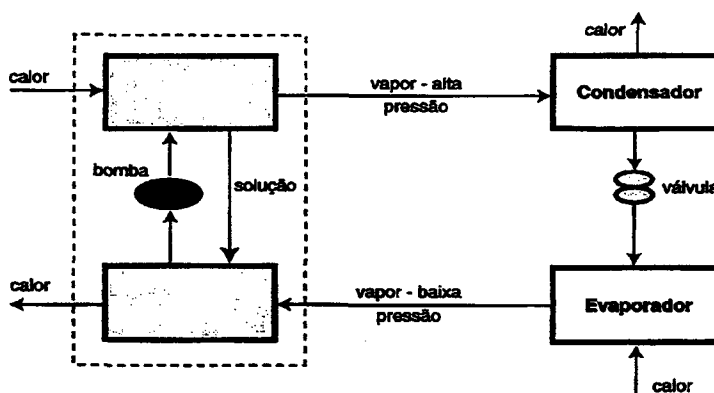 calor
calor
vapor - alta
pressão
Condensador
bomba
solução
válvula
calor
vapor - baixa
pressão
Evaporador
calor